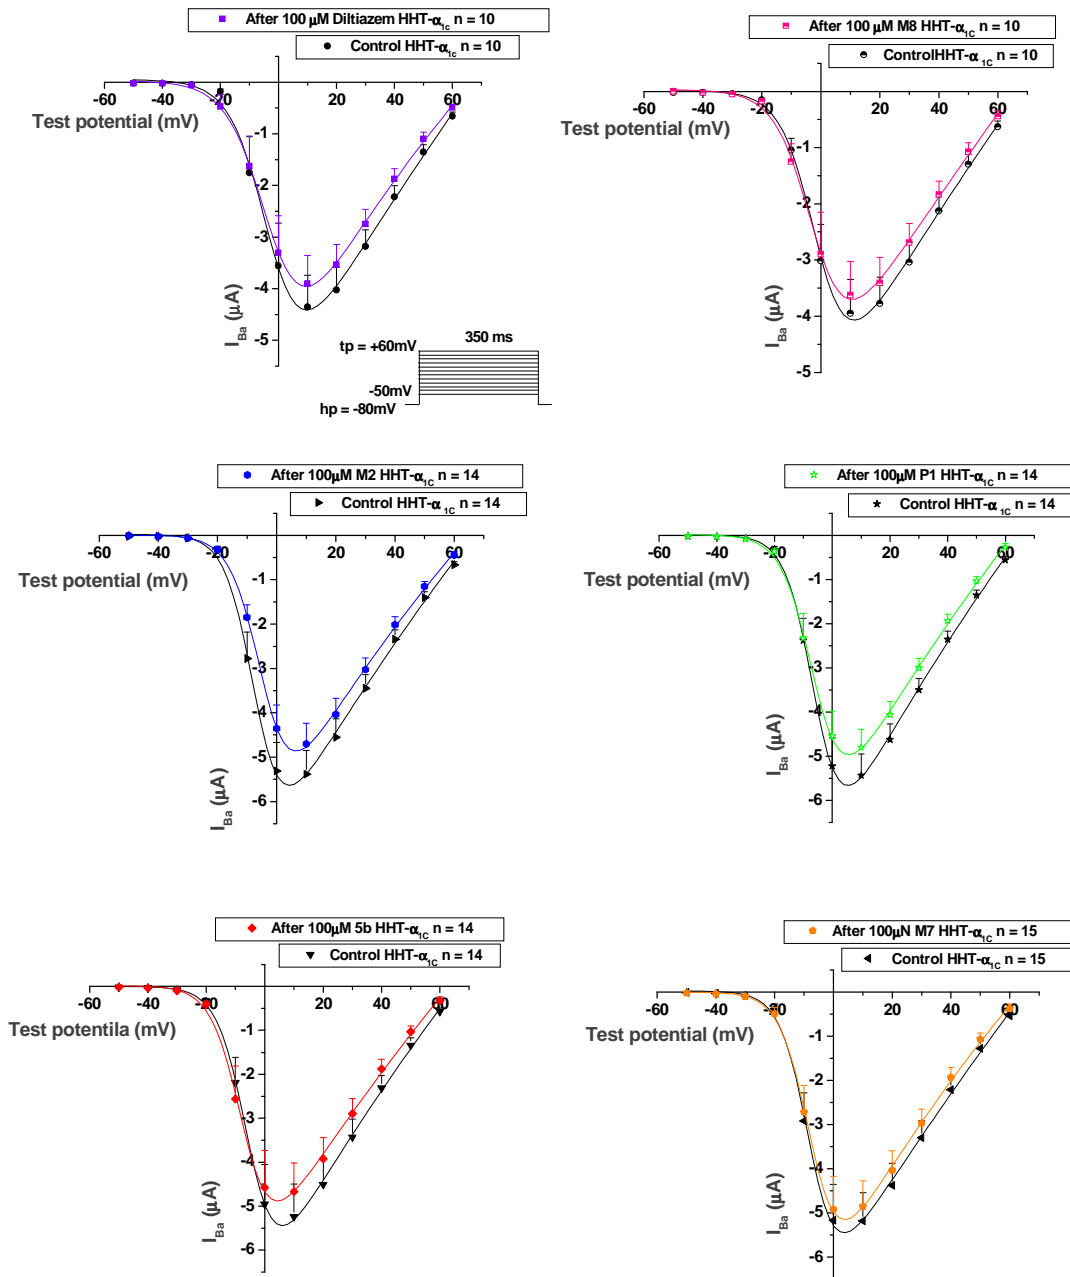 After 100 μM Diltiazem HHT-α1c n = 10
Control HHT-α1c n = 10
-60 -40 -20 0 20 40 60
Test potential (mV)
-1
-2
-3
-4
-5
IBa (μA)
350 ms
tp = +60mV
-50mV
hp = -80mV
After 100 μM M8 HHT-α1C n = 10
ControlHHT-α1C n = 10
-60 -40 -20 0 20 40 60
Test potential (mV)
-1
-2
-3
-4
-5
IBa (μA)
After 100μM M2 HHT-α1C n = 14
Control HHT-α1C n = 14
-60 -40 -20 0 20 40 60
Test potential (mV)
-1
-2
-3
-4
-5
-6
IBa (μA)
After 100μM P1 HHT-α1C n = 14
Control HHT-α1C n = 14
-60 -40 -20 0 20 40 60
Test potential (mV)
-1
-2
-3
-4
-5
-6
IBa (μA)
After 100μM 5b HHT-α1C n = 14
Control HHT-α1C n = 14
-60 -40 -20 0 20 40 60
Test potentila (mV)
-1
-2
-3
-4
-5
-6
IBa (μA)
After 100μN M7 HHT-α1C n = 15
Control HHT-α1C n = 15
-60 -40 -20 0 20 40 60
Test potential (mV)
-1
-2
-3
-4
-5
-6
IBa (μA)